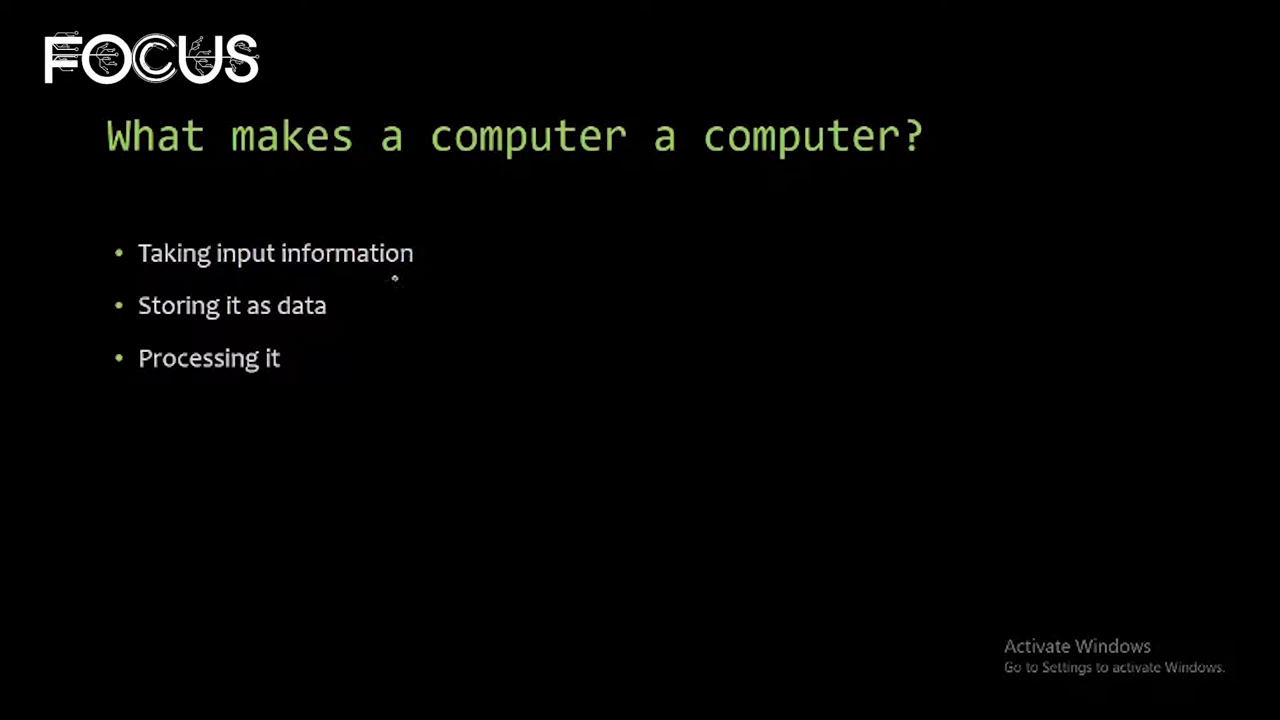 FOCUS
What makes a computer a computer?
• Taking input information
• Storing it as data
• Processing it
Activate Windows
Go to Settings to activate Windows.